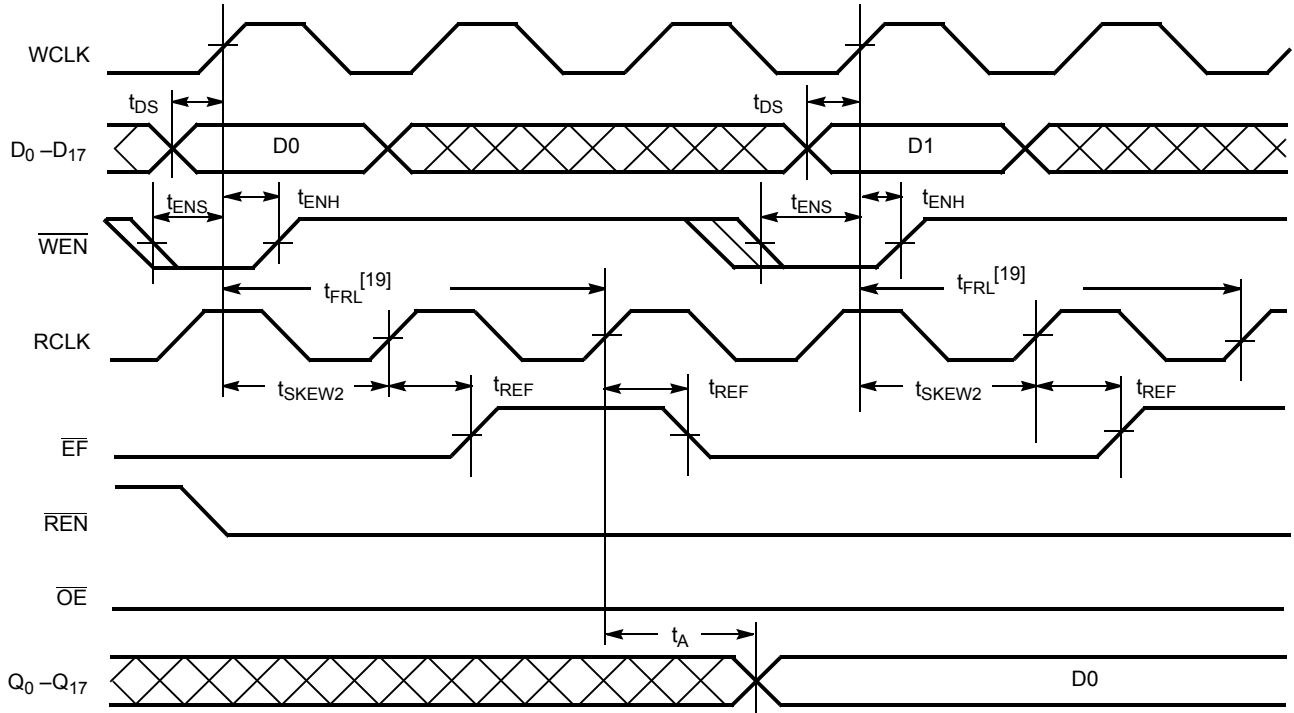 WCLK
tDS tDS
D0 –D17 D0 D1
tENS tENH tENS tENH
WEN
tFRL[19] tFRL[19]
RCLK
tSKEW2 tREF tREF tSKEW2 tREF
EF
REN
OE
tA
Q0 –Q17 D0